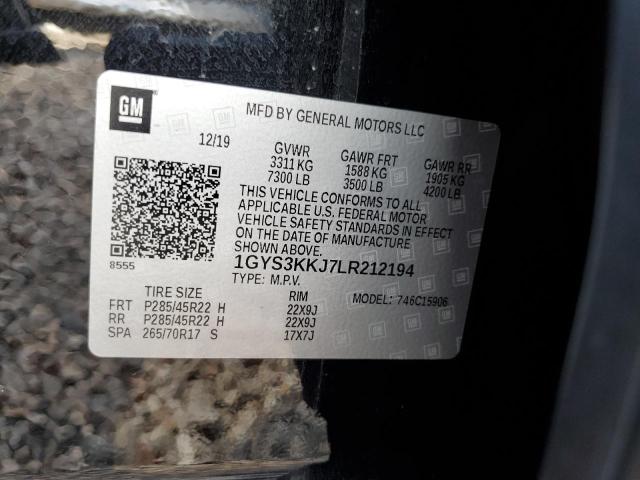 GM
MFD BY GENERAL MOTORS LLC
12/19
GVWR GAWR FRT GAWR RR
3311 KG 1588 KG 1905 KG
7300 LB 3500 LB 4200 LB
THIS VEHICLE CONFORMS TO ALL
APPLICABLE U.S. FEDERAL MOTOR
VEHICLE SAFETY STANDARDS IN EFFECT
ON THE DATE OF MANUFACTURE
SHOWN ABOVE.
8555
1GYS3KKJ7LR212194
TYPE: M.P.V.
MODEL: 746C15906
TIRE SIZE RIM
FRT P285/45R22 H 22X9J
RR P285/45R22 H 22X9J
SPA 265/70R17 S 17X7J